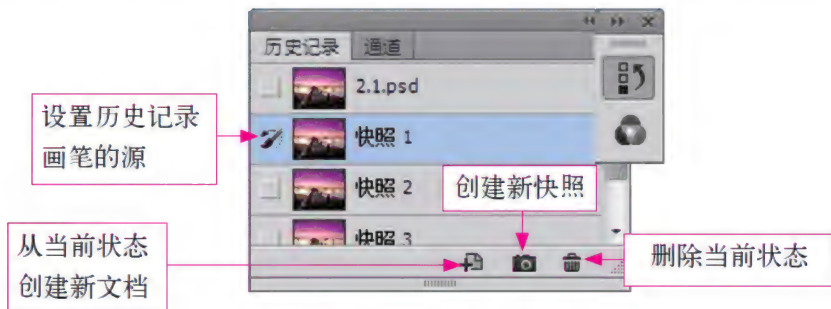 历史记录 通道
2.1.psd
设置历史记录
画笔的源
快照 1
快照 2
创建新快照
快照 3
从当前状态
创建新文档
删除当前状态